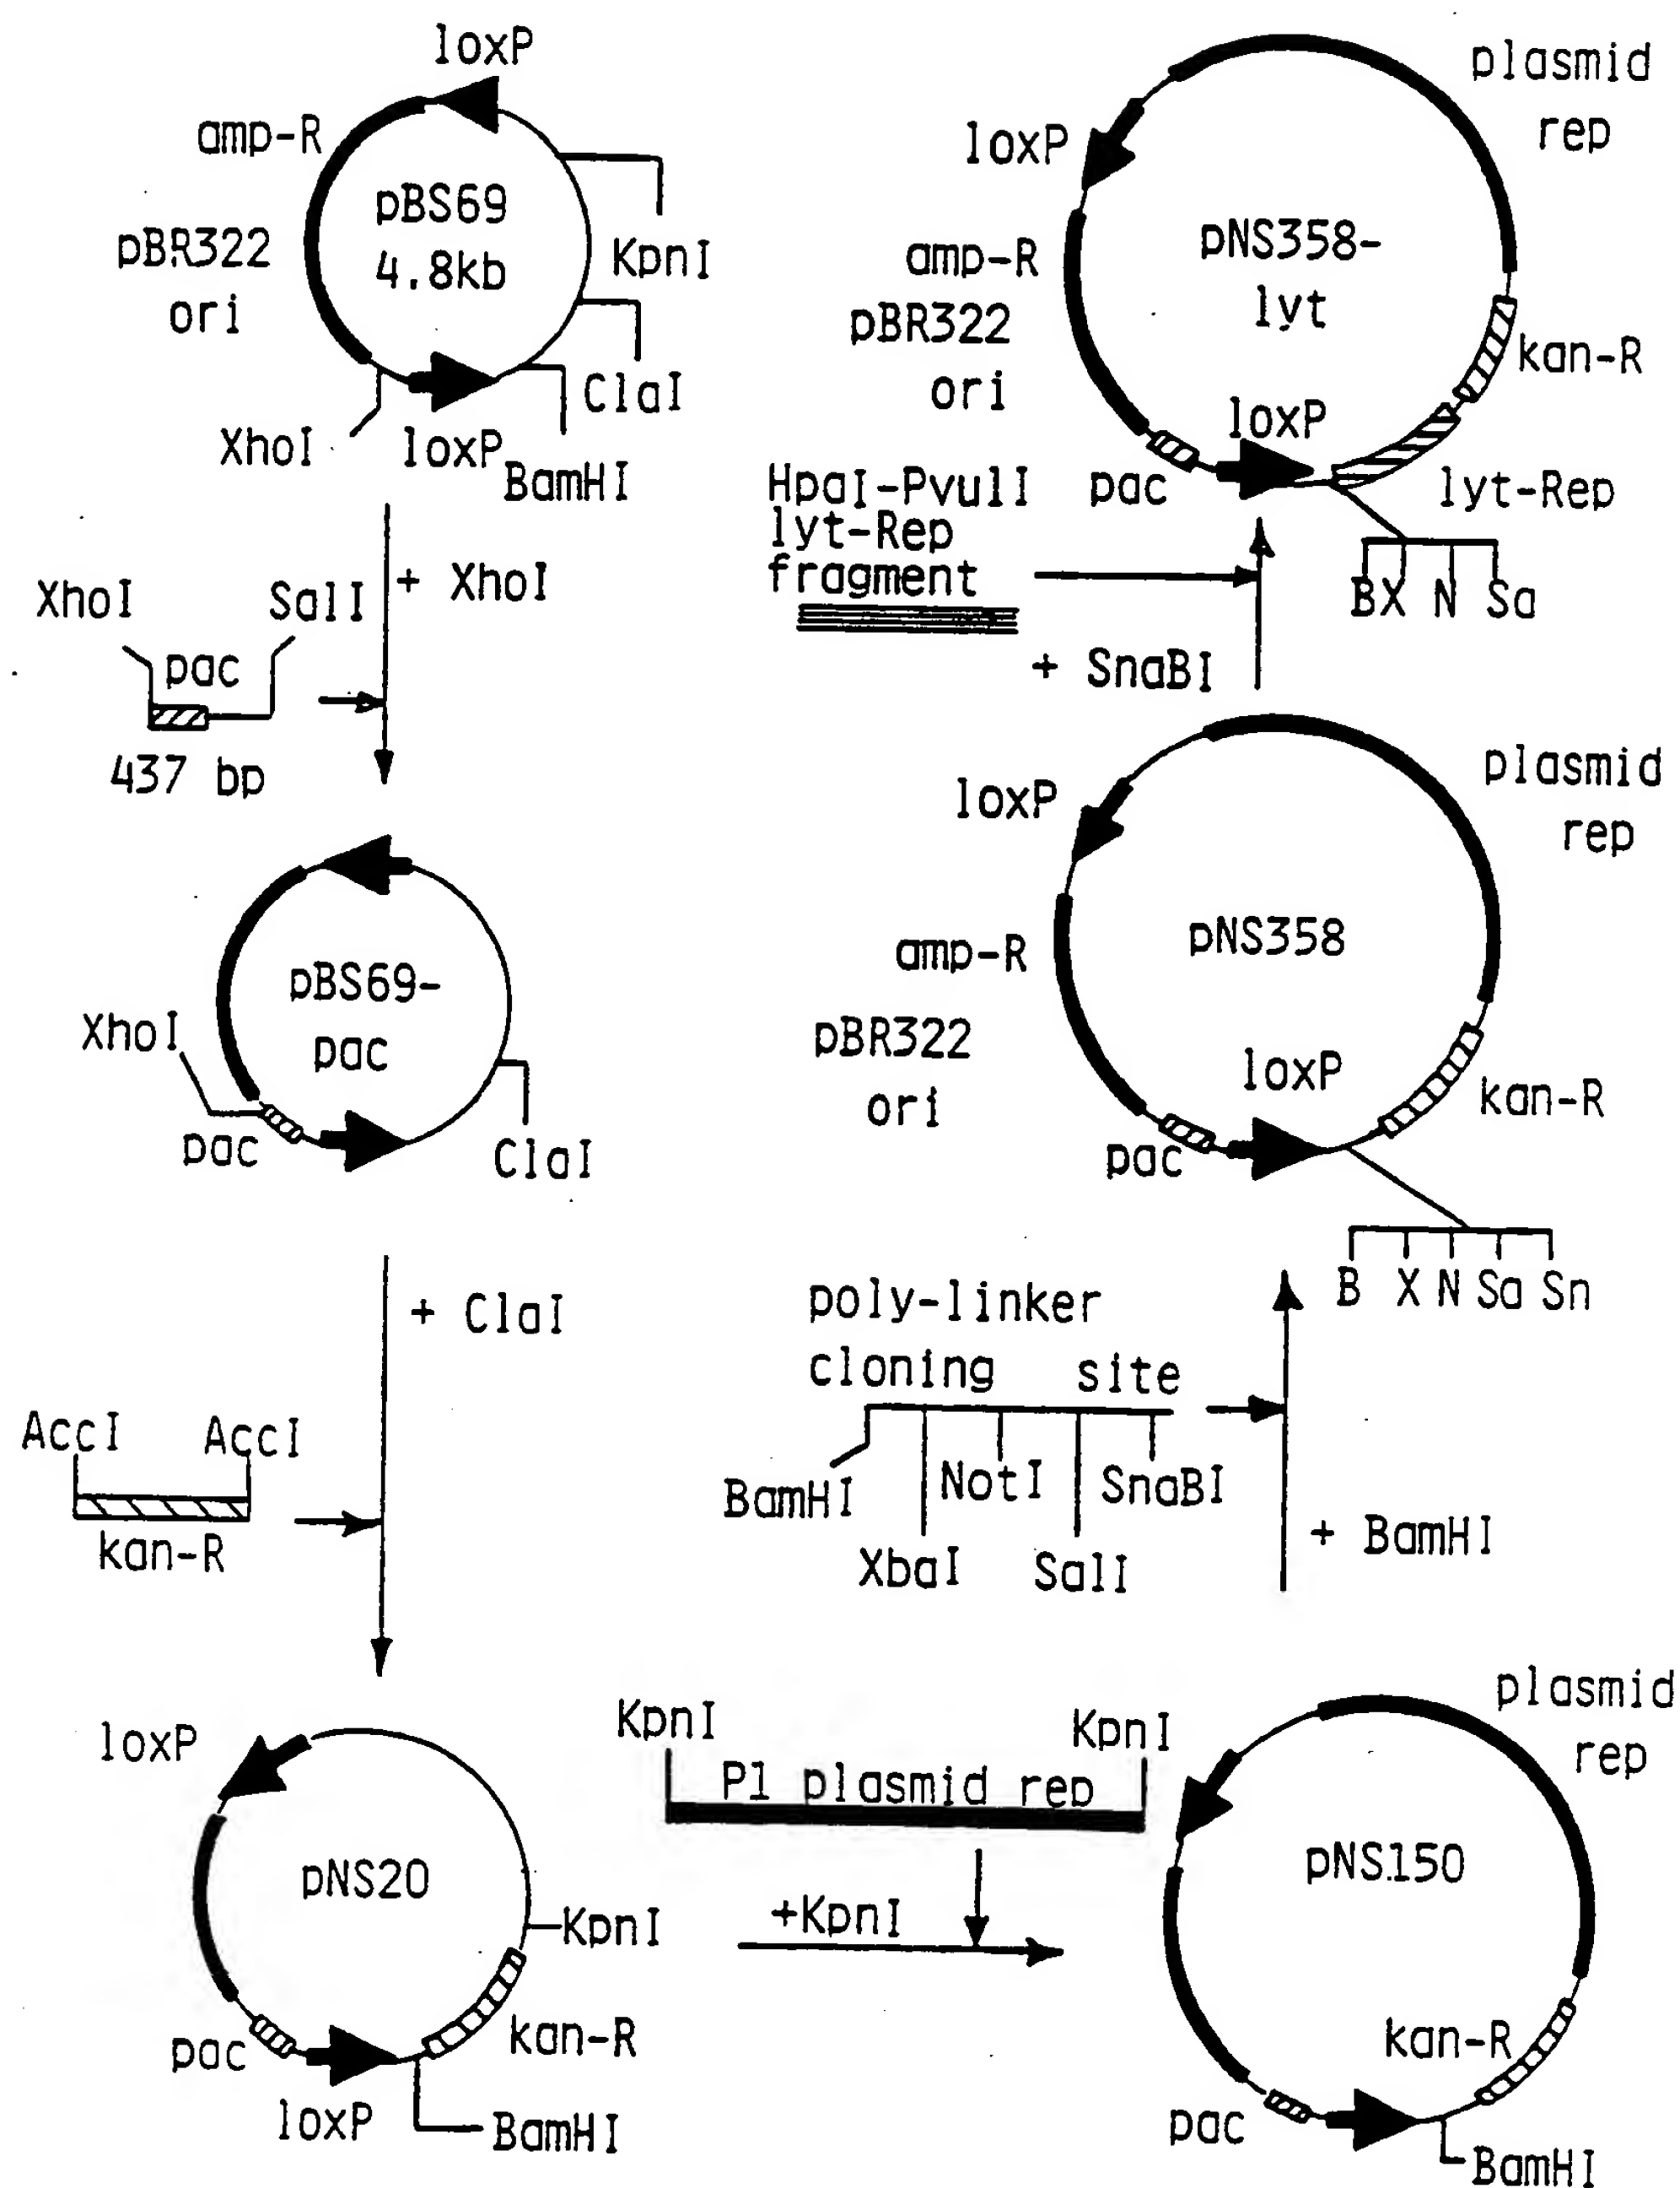 loxP
amp-R
pBS69
4.8kb
pBR322
ori
KpnI
ClaI
XhoI
loxP
BamHI
+ XhoI
XhoI
SalI
pac
437 bp
pBS69-
pac
XhoI
pac
ClaI
+ ClaI
AccI
AccI
kan-R
loxP
pNS20
KpnI
pac
kan-R
loxP
BamHI
KpnI
KpnI
P1 plasmid rep
+KpnI
plasmid
rep
pNS150
kan-R
pac
BamHI
poly-linker
cloning site
BamHI
XbaI
NotI
SalI
SnaBI
+ BamHI
loxP
plasmid
rep
amp-R
pNS358
pBR322
ori
loxP
kan-R
pac
B X N Sa Sn
HpaI-PvuII
lyt-Rep
fragment
+ SnaBI
plasmid
rep
loxP
pNS358-
lyt
amp-R
pBR322
ori
kan-R
loxP
pac
lyt-Rep
BX N Sa